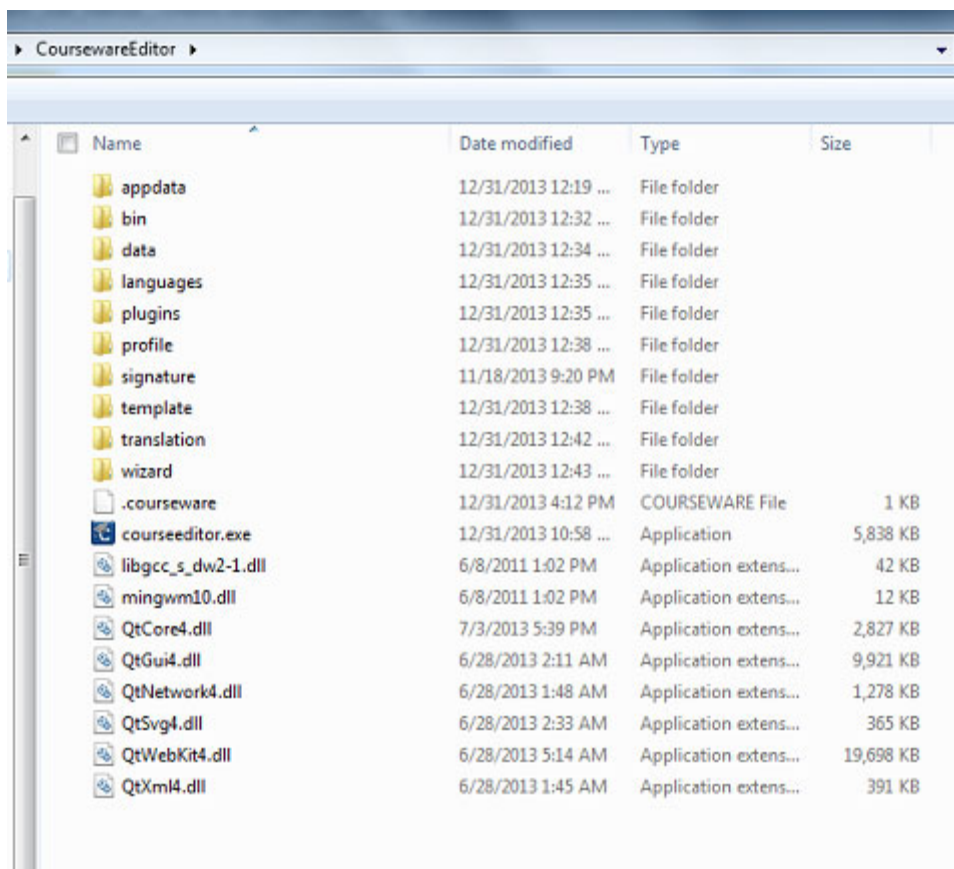 CoursewareEditor
Name Date modified Type Size
appdata 12/31/2013 12:19 ... File folder
bin 12/31/2013 12:32 ... File folder
data 12/31/2013 12:34 ... File folder
languages 12/31/2013 12:35 ... File folder
plugins 12/31/2013 12:35 ... File folder
profile 12/31/2013 12:38 ... File folder
signature 11/18/2013 9:20 PM File folder
template 12/31/2013 12:38 ... File folder
translation 12/31/2013 12:42 ... File folder
wizard 12/31/2013 12:43 ... File folder
.courseware 12/31/2013 4:12 PM COURSEWARE File 1 KB
courseeditor.exe 12/31/2013 10:58 ... Application 5,838 KB
libgcc_s_dw2-1.dll 6/8/2011 1:02 PM Application extens... 42 KB
mingwm10.dll 6/8/2011 1:02 PM Application extens... 12 KB
QtCore4.dll 7/3/2013 5:39 PM Application extens... 2,827 KB
QtGui4.dll 6/28/2013 2:11 AM Application extens... 9,921 KB
QtNetwork4.dll 6/28/2013 1:48 AM Application extens... 1,278 KB
QtSvg4.dll 6/28/2013 2:33 AM Application extens... 365 KB
QtWebKit4.dll 6/28/2013 5:14 AM Application extens... 19,698 KB
QtXml4.dll 6/28/2013 1:45 AM Application extens... 391 KB